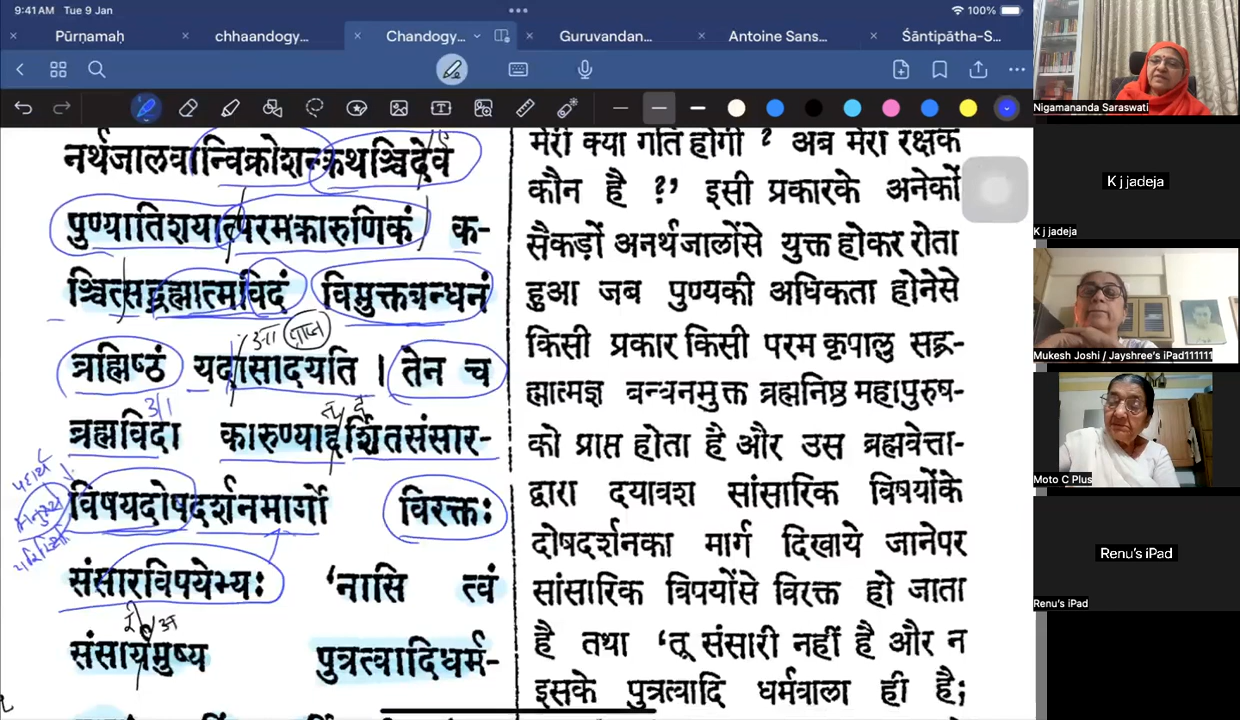 9:41 AM Tue 9 Jan
100%
Pūrṇamaḥ
chhaandogy...
Chandogy...
Guruvandan...
Antoine Sans...
Śāntipātha-S...
नर्थजालवान्विक्रोशन्कथञ्चिदेव
पुण्यातिशयात्परमकारुणिकं क-
ञ्चित्सद्ब्रह्मात्मविदं विमुक्तबन्धनं
ब्रह्मिष्ठं यदासादयति । तेन च
ब्रह्मविदा कारुण्याद्दर्शितसंसार-
विषयदोषदर्शनमार्गो विरक्तः
संसारविषयेभ्यः 'नासि त्वं
संसार्यमुष्य पुत्रत्वादिधर्म-
प्राप्त
मेरी क्या गति होगी ? अब मेरा रक्षक
कौन है ?' इसी प्रकारके अनेकों
सैकड़ों अनर्थजालोंसे युक्त होकर रोता
हुआ जब पुण्यकी अधिकता होनेसे
किसी प्रकार किसी परम कृपालु सद्ब्र-
ह्मात्मज्ञ बन्धनमुक्त ब्रह्मनिष्ठ महापुरुष-
को प्राप्त होता है और उस ब्रह्मवेत्ता-
द्वारा दयावश सांसारिक विषयोंके
दोषदर्शनका मार्ग दिखाये जानेपर
सांसारिक विषयोंसे विरक्त हो जाता
है तथा 'तू संसारी नहीं है और न
इसके पुत्रत्वादि धर्मवाला ही है;
Nigamananda Saraswati
K j jadeja
K j jadeja
Mukesh Joshi / Jayshree's iPad111111
Moto C Plus
Renu's iPad
Renu's iPad